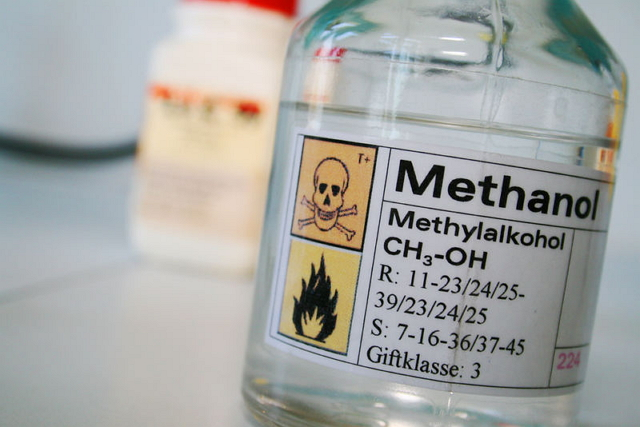 T+
Methanol
Methylalkohol
CH₃-OH
R: 11-23/24/25-
39/23/24/25
S: 7-16-36/37-45
Giftklasse: 3
224